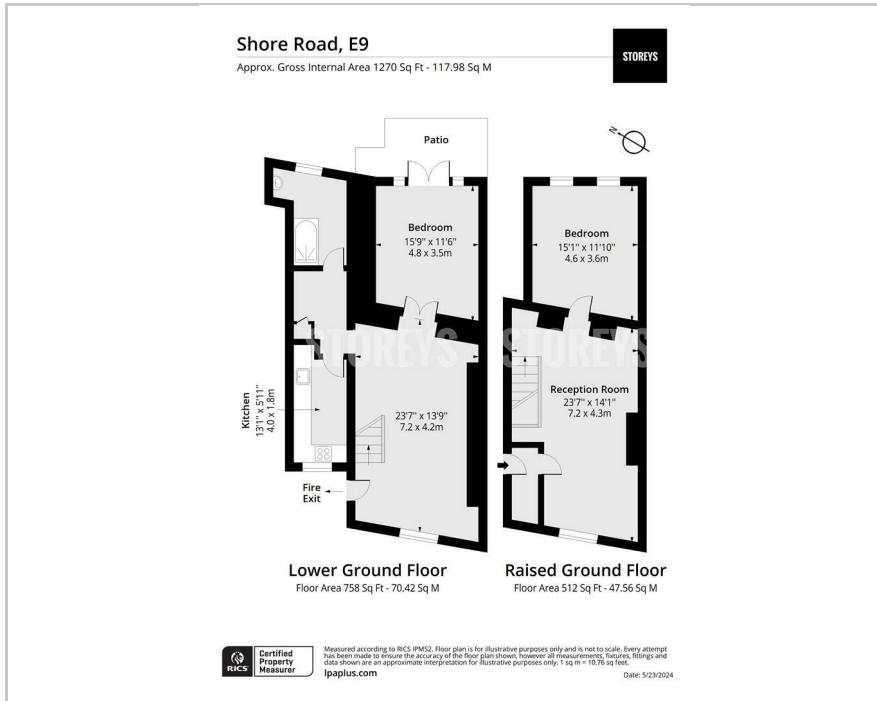 Shore Road, E9
Approx. Gross Internal Area 1270 Sq Ft - 117.98 Sq M
STOREYS
N
Patio
Bedroom
15'9" x 11'6"
4.8 x 3.5m
Bedroom
15'1" x 11'10"
4.6 x 3.6m
STOREYS
STOREYS
Kitchen
13'1" x 5'11"
4.0 x 1.8m
23'7" x 13'9"
7.2 x 4.2m
Reception Room
23'7" x 14'1"
7.2 x 4.3m
Fire
Exit
Lower Ground Floor
Floor Area 758 Sq Ft - 70.42 Sq M
Raised Ground Floor
Floor Area 512 Sq Ft - 47.56 Sq M
RICS
Certified
Property
Measurer
Measured according to RICS IPMS2. Floor plan is for illustrative purposes only and is not to scale. Every attempt
has been made to ensure the accuracy of the floor plan shown, however all measurements, fixtures, fittings and
data shown are an approximate interpretation for illustrative purposes only. 1 sq m = 10.76 sq feet.
lpaplus.com
Date: 5/23/2024